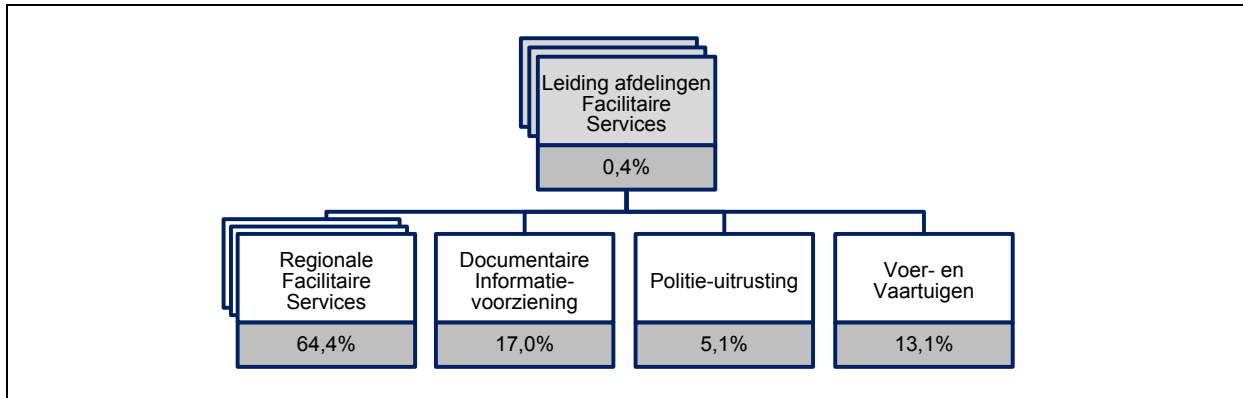 Leiding afdelingen
Facilitaire
Services
0,4%
Regionale
Facilitaire
Services
64,4%
Documentaire
Informatie-
voorziening
17,0%
Politie-uitrusting
5,1%
Voer- en
Vaartuigen
13,1%